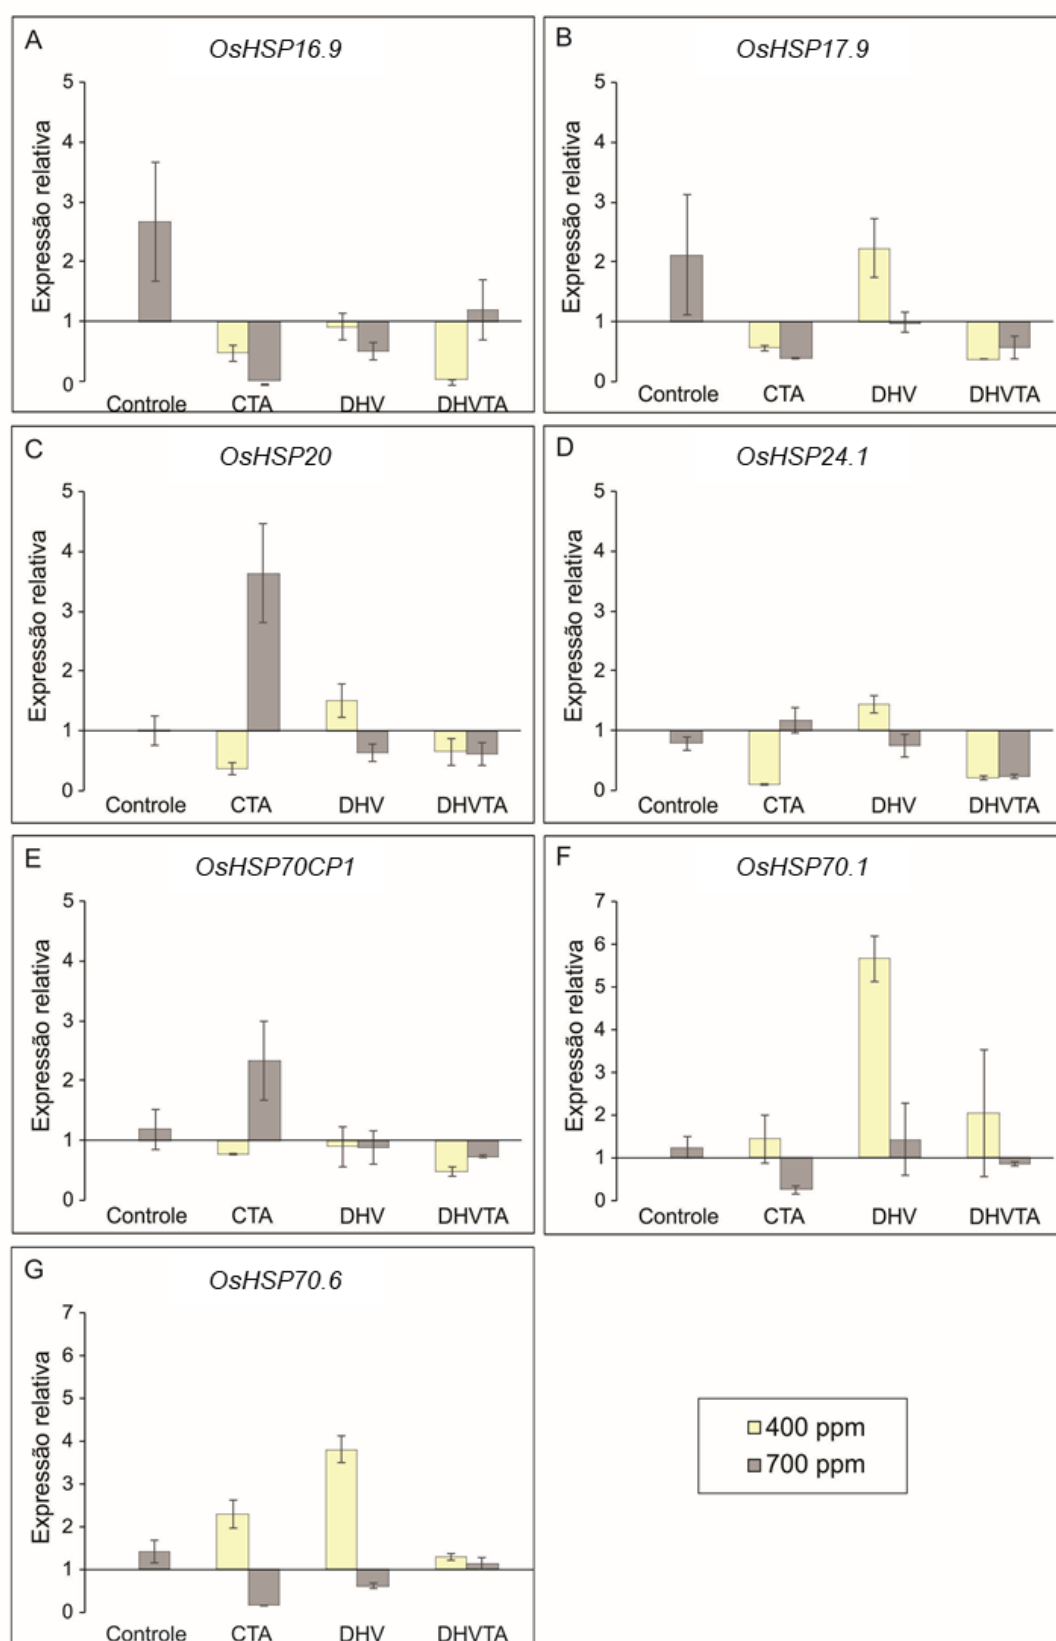 A
OsHSP16.9
Expressão relativa
5
4
3
2
1
0
Controle CTA DHV DHVTA
B
OsHSP17.9
Expressão relativa
5
4
3
2
1
0
Controle CTA DHV DHVTA
C
OsHSP20
Expressão relativa
5
4
3
2
1
0
Controle CTA DHV DHVTA
D
OsHSP24.1
Expressão relativa
5
4
3
2
1
0
Controle CTA DHV DHVTA
E
OsHSP70CP1
Expressão relativa
5
4
3
2
1
0
Controle CTA DHV DHVTA
F
OsHSP70.1
Expressão relativa
7
6
5
4
3
2
1
0
Controle CTA DHV DHVTA
G
OsHSP70.6
Expressão relativa
7
6
5
4
3
2
1
0
Controle CTA DHV DHVTA
400 ppm
700 ppm